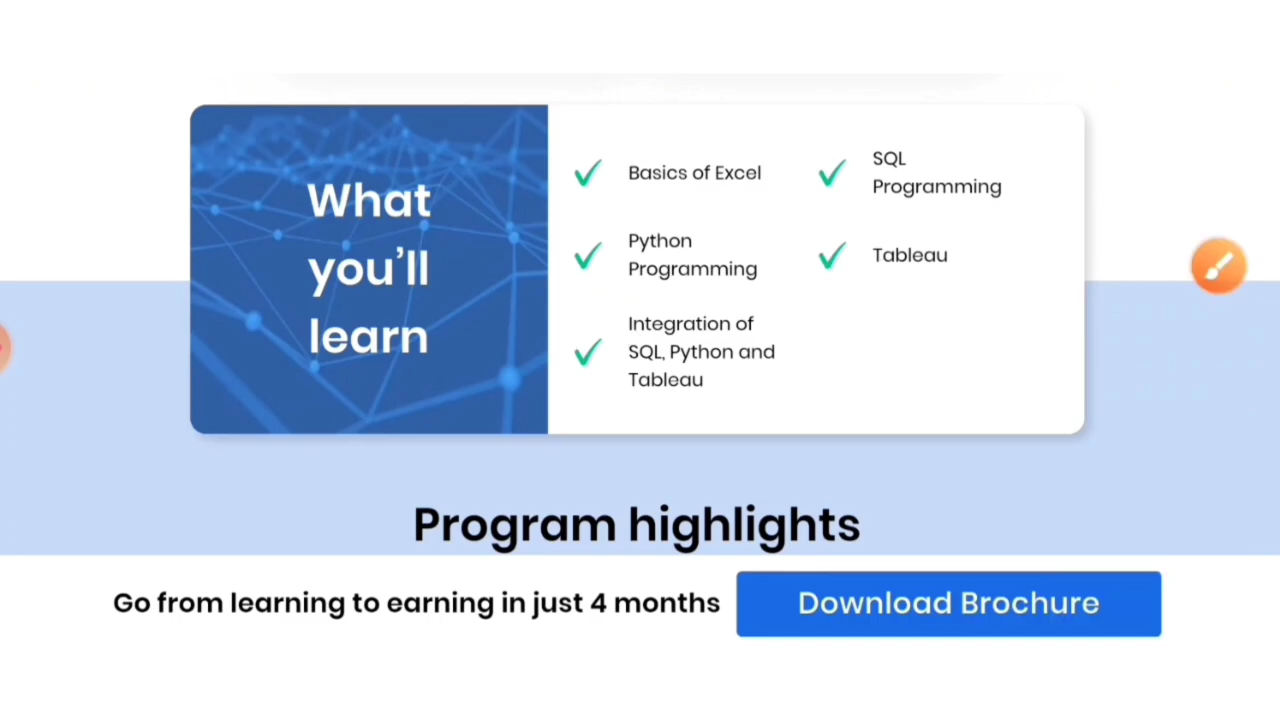 What
you'll
learn
Basics of Excel
SQL
Programming
Python
Programming
Tableau
Integration of
SQL, Python and
Tableau
Program highlights
Go from learning to earning in just 4 months
Download Brochure